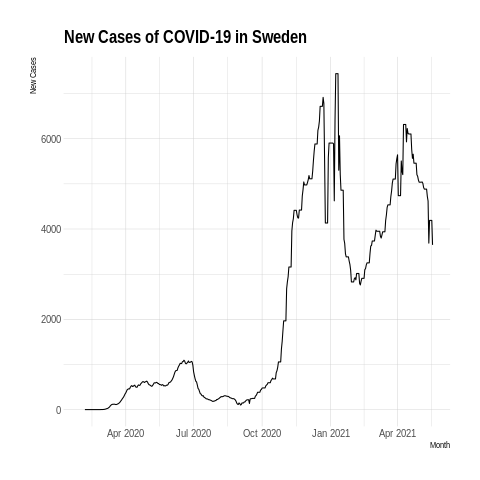 New Cases of COVID-19 in Sweden
New Cases
6000
4000
2000
0
Apr 2020 Jul 2020 Oct 2020 Jan 2021 Apr 2021
Month